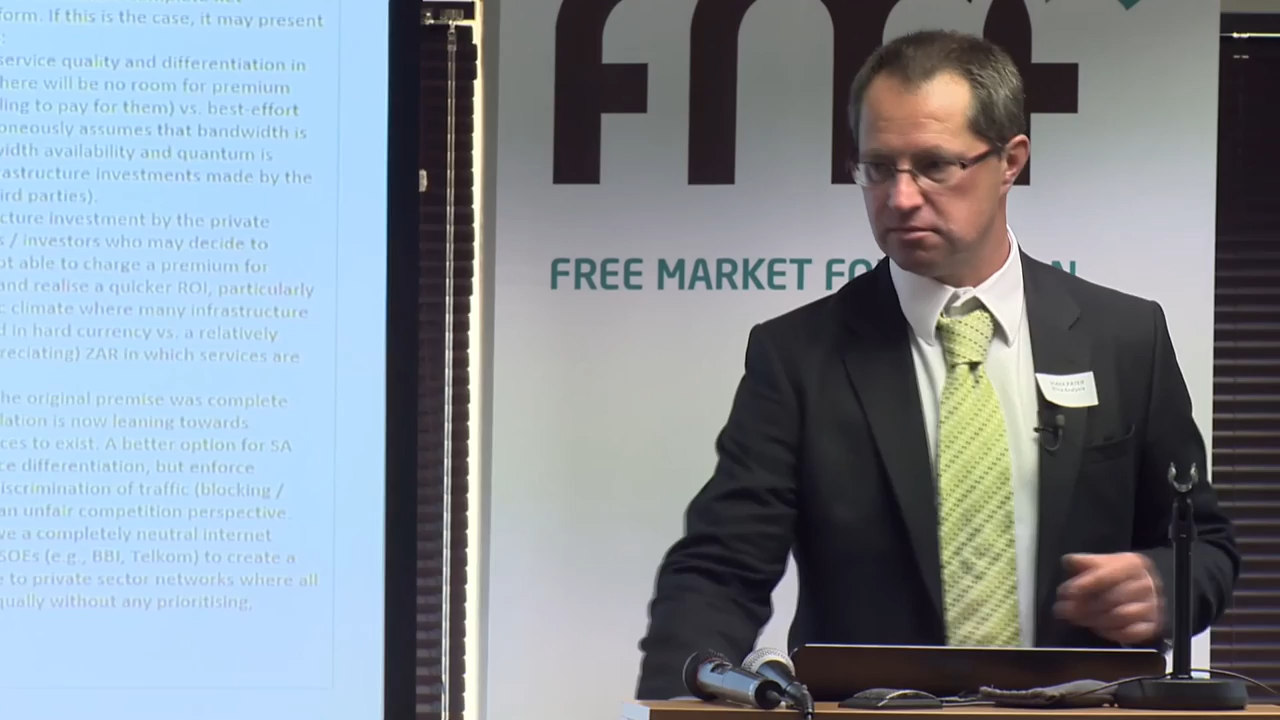 form. If this is the case, it may present
:
service quality and differentiation in
here will be no room for premium
ling to pay for them) vs. best-effort
oneously assumes that bandwidth is
vidth availability and quantum is
rastructure investments made by the
ird parties).
cture investment by the private
s / investors who may decide to
ot able to charge a premium for
and realise a quicker ROI, particularly
c climate where many infrastructure
d in hard currency vs. a relatively
reciating) ZAR in which services are
he original premise was complete
lation is now leaning towards
ces to exist. A better option for SA
ce differentiation, but enforce
iscrimination of traffic (blocking /
an unfair competition perspective.
ve a completely neutral internet
SOEs (e.g., BBI, Telkom) to create a
e to private sector networks where all
qually without any prioritising,
FMF
FREE MARKET FO N